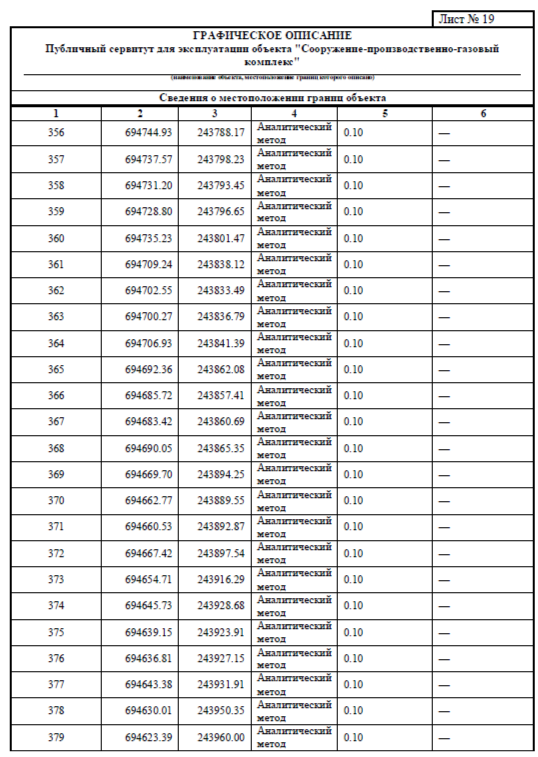 Лист № 19
ГРАФИЧЕСКОЕ ОПИСАНИЕ
Публичный сервитут для эксплуатации объекта "Сооружение-производственно-газовый
комплекс"
(наименование объекта, местоположение границ которого описано)
Сведения о местоположении границ объекта
1 2 3 4 5 6
356 694744.93 243788.17 Аналитический метод 0.10 —
357 694737.57 243798.23 Аналитический метод 0.10 —
358 694731.20 243793.45 Аналитический метод 0.10 —
359 694728.80 243796.65 Аналитический метод 0.10 —
360 694735.23 243801.47 Аналитический метод 0.10 —
361 694709.24 243838.12 Аналитический метод 0.10 —
362 694702.55 243833.49 Аналитический метод 0.10 —
363 694700.27 243836.79 Аналитический метод 0.10 —
364 694706.93 243841.39 Аналитический метод 0.10 —
365 694692.36 243862.08 Аналитический метод 0.10 —
366 694685.72 243857.41 Аналитический метод 0.10 —
367 694683.42 243860.69 Аналитический метод 0.10 —
368 694690.05 243865.35 Аналитический метод 0.10 —
369 694669.70 243894.25 Аналитический метод 0.10 —
370 694662.77 243889.55 Аналитический метод 0.10 —
371 694660.53 243892.87 Аналитический метод 0.10 —
372 694667.42 243897.54 Аналитический метод 0.10 —
373 694654.71 243916.29 Аналитический метод 0.10 —
374 694645.73 243928.68 Аналитический метод 0.10 —
375 694639.15 243923.91 Аналитический метод 0.10 —
376 694636.81 243927.15 Аналитический метод 0.10 —
377 694643.38 243931.91 Аналитический метод 0.10 —
378 694630.01 243950.35 Аналитический метод 0.10 —
379 694623.39 243960.00 Аналитический метод 0.10 —